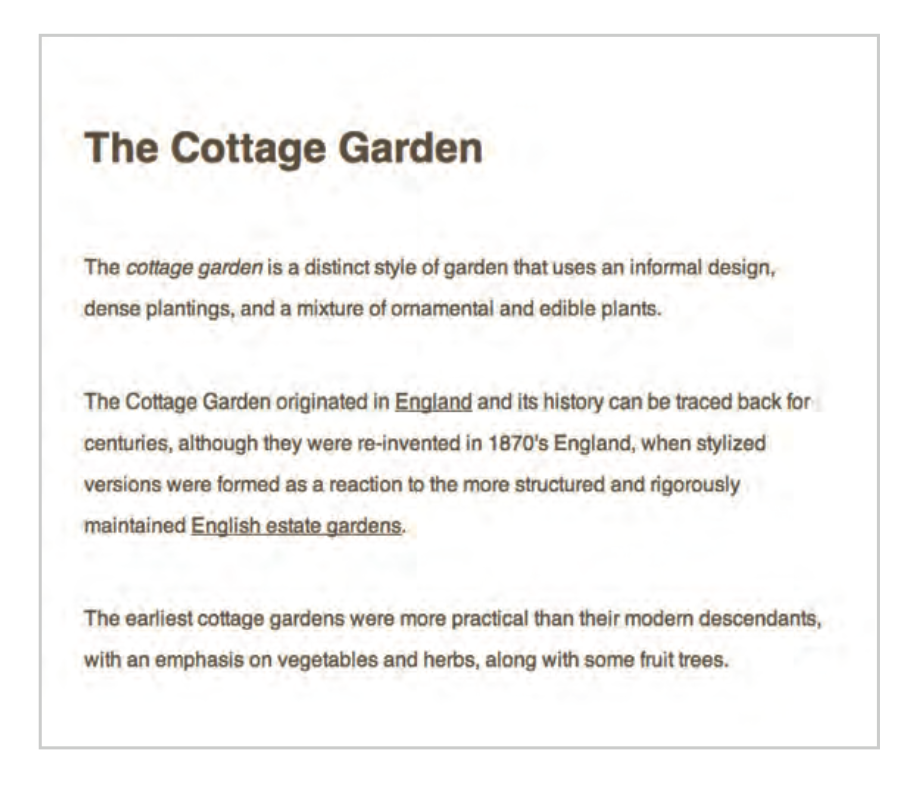 The Cottage Garden
The cottage garden is a distinct style of garden that uses an informal design,
dense plantings, and a mixture of ornamental and edible plants.
The Cottage Garden originated in England and its history can be traced back for
centuries, although they were re-invented in 1870's England, when stylized
versions were formed as a reaction to the more structured and rigorously
maintained English estate gardens.
The earliest cottage gardens were more practical than their modern descendants,
with an emphasis on vegetables and herbs, along with some fruit trees.